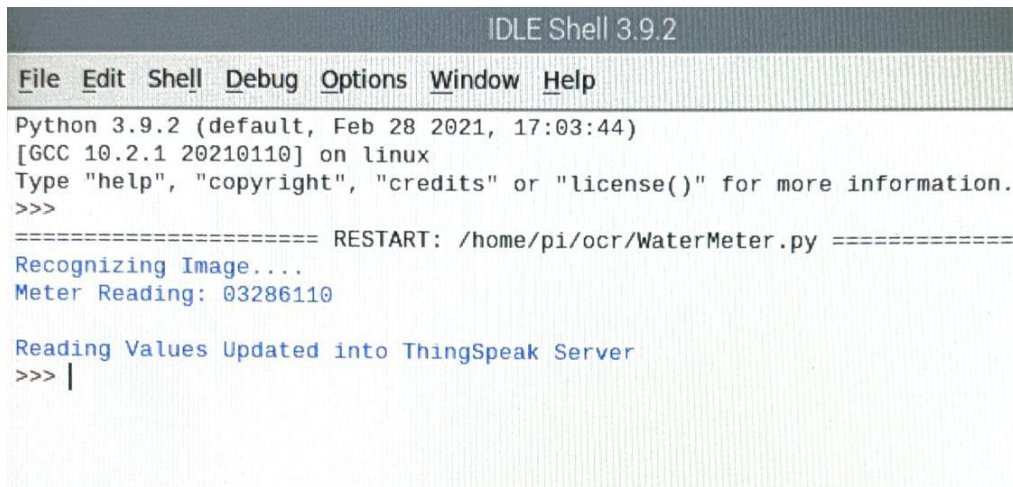 IDLE Shell 3.9.2
File Edit Shell Debug Options Window Help
Python 3.9.2 (default, Feb 28 2021, 17:03:44)
[GCC 10.2.1 20210110] on linux
Type "help", "copyright", "credits" or "license()" for more information.
>>>
====================== RESTART: /home/pi/ocr/WaterMeter.py =============
Recognizing Image....
Meter Reading: 03286110
Reading Values Updated into ThingSpeak Server
>>>